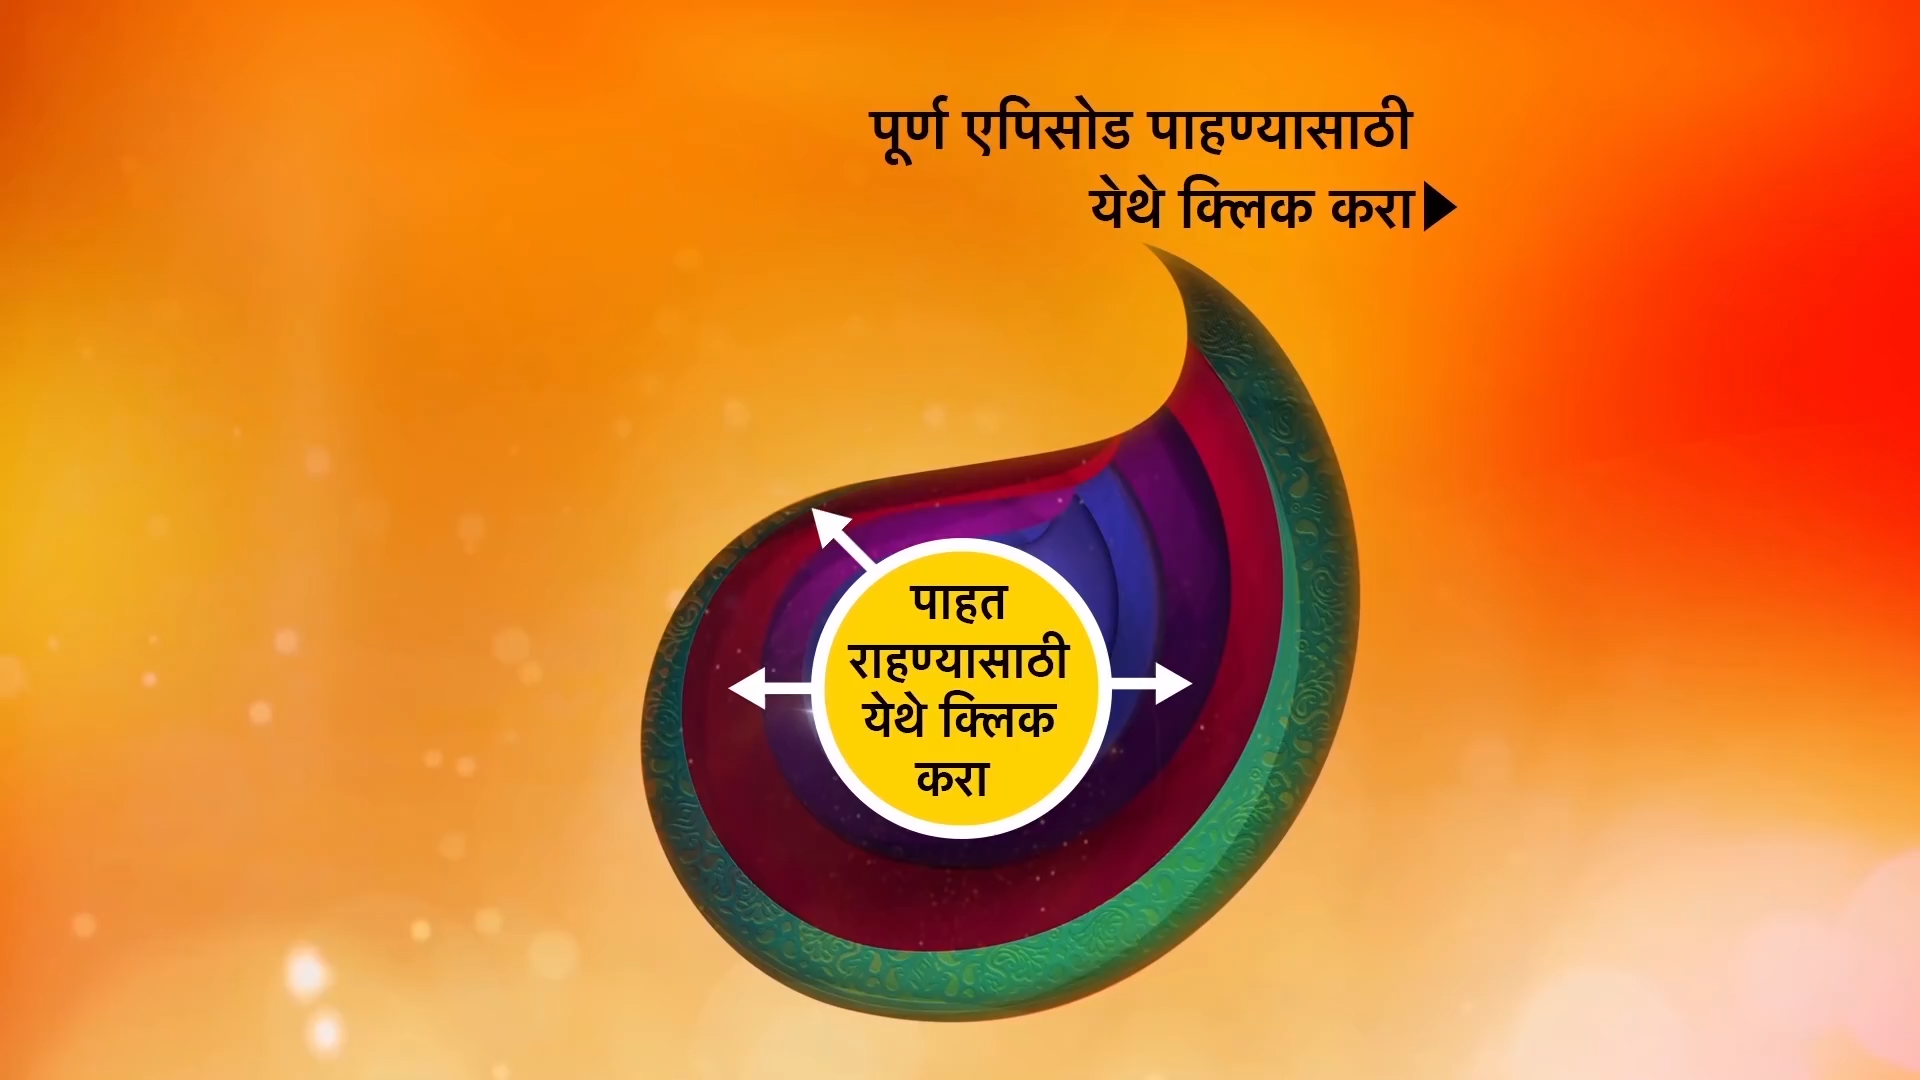 पूर्ण एपिसोड पाहण्यासाठी
येथे क्लिक करा
पाहत
राहण्यासाठी
येथे क्लिक
करा